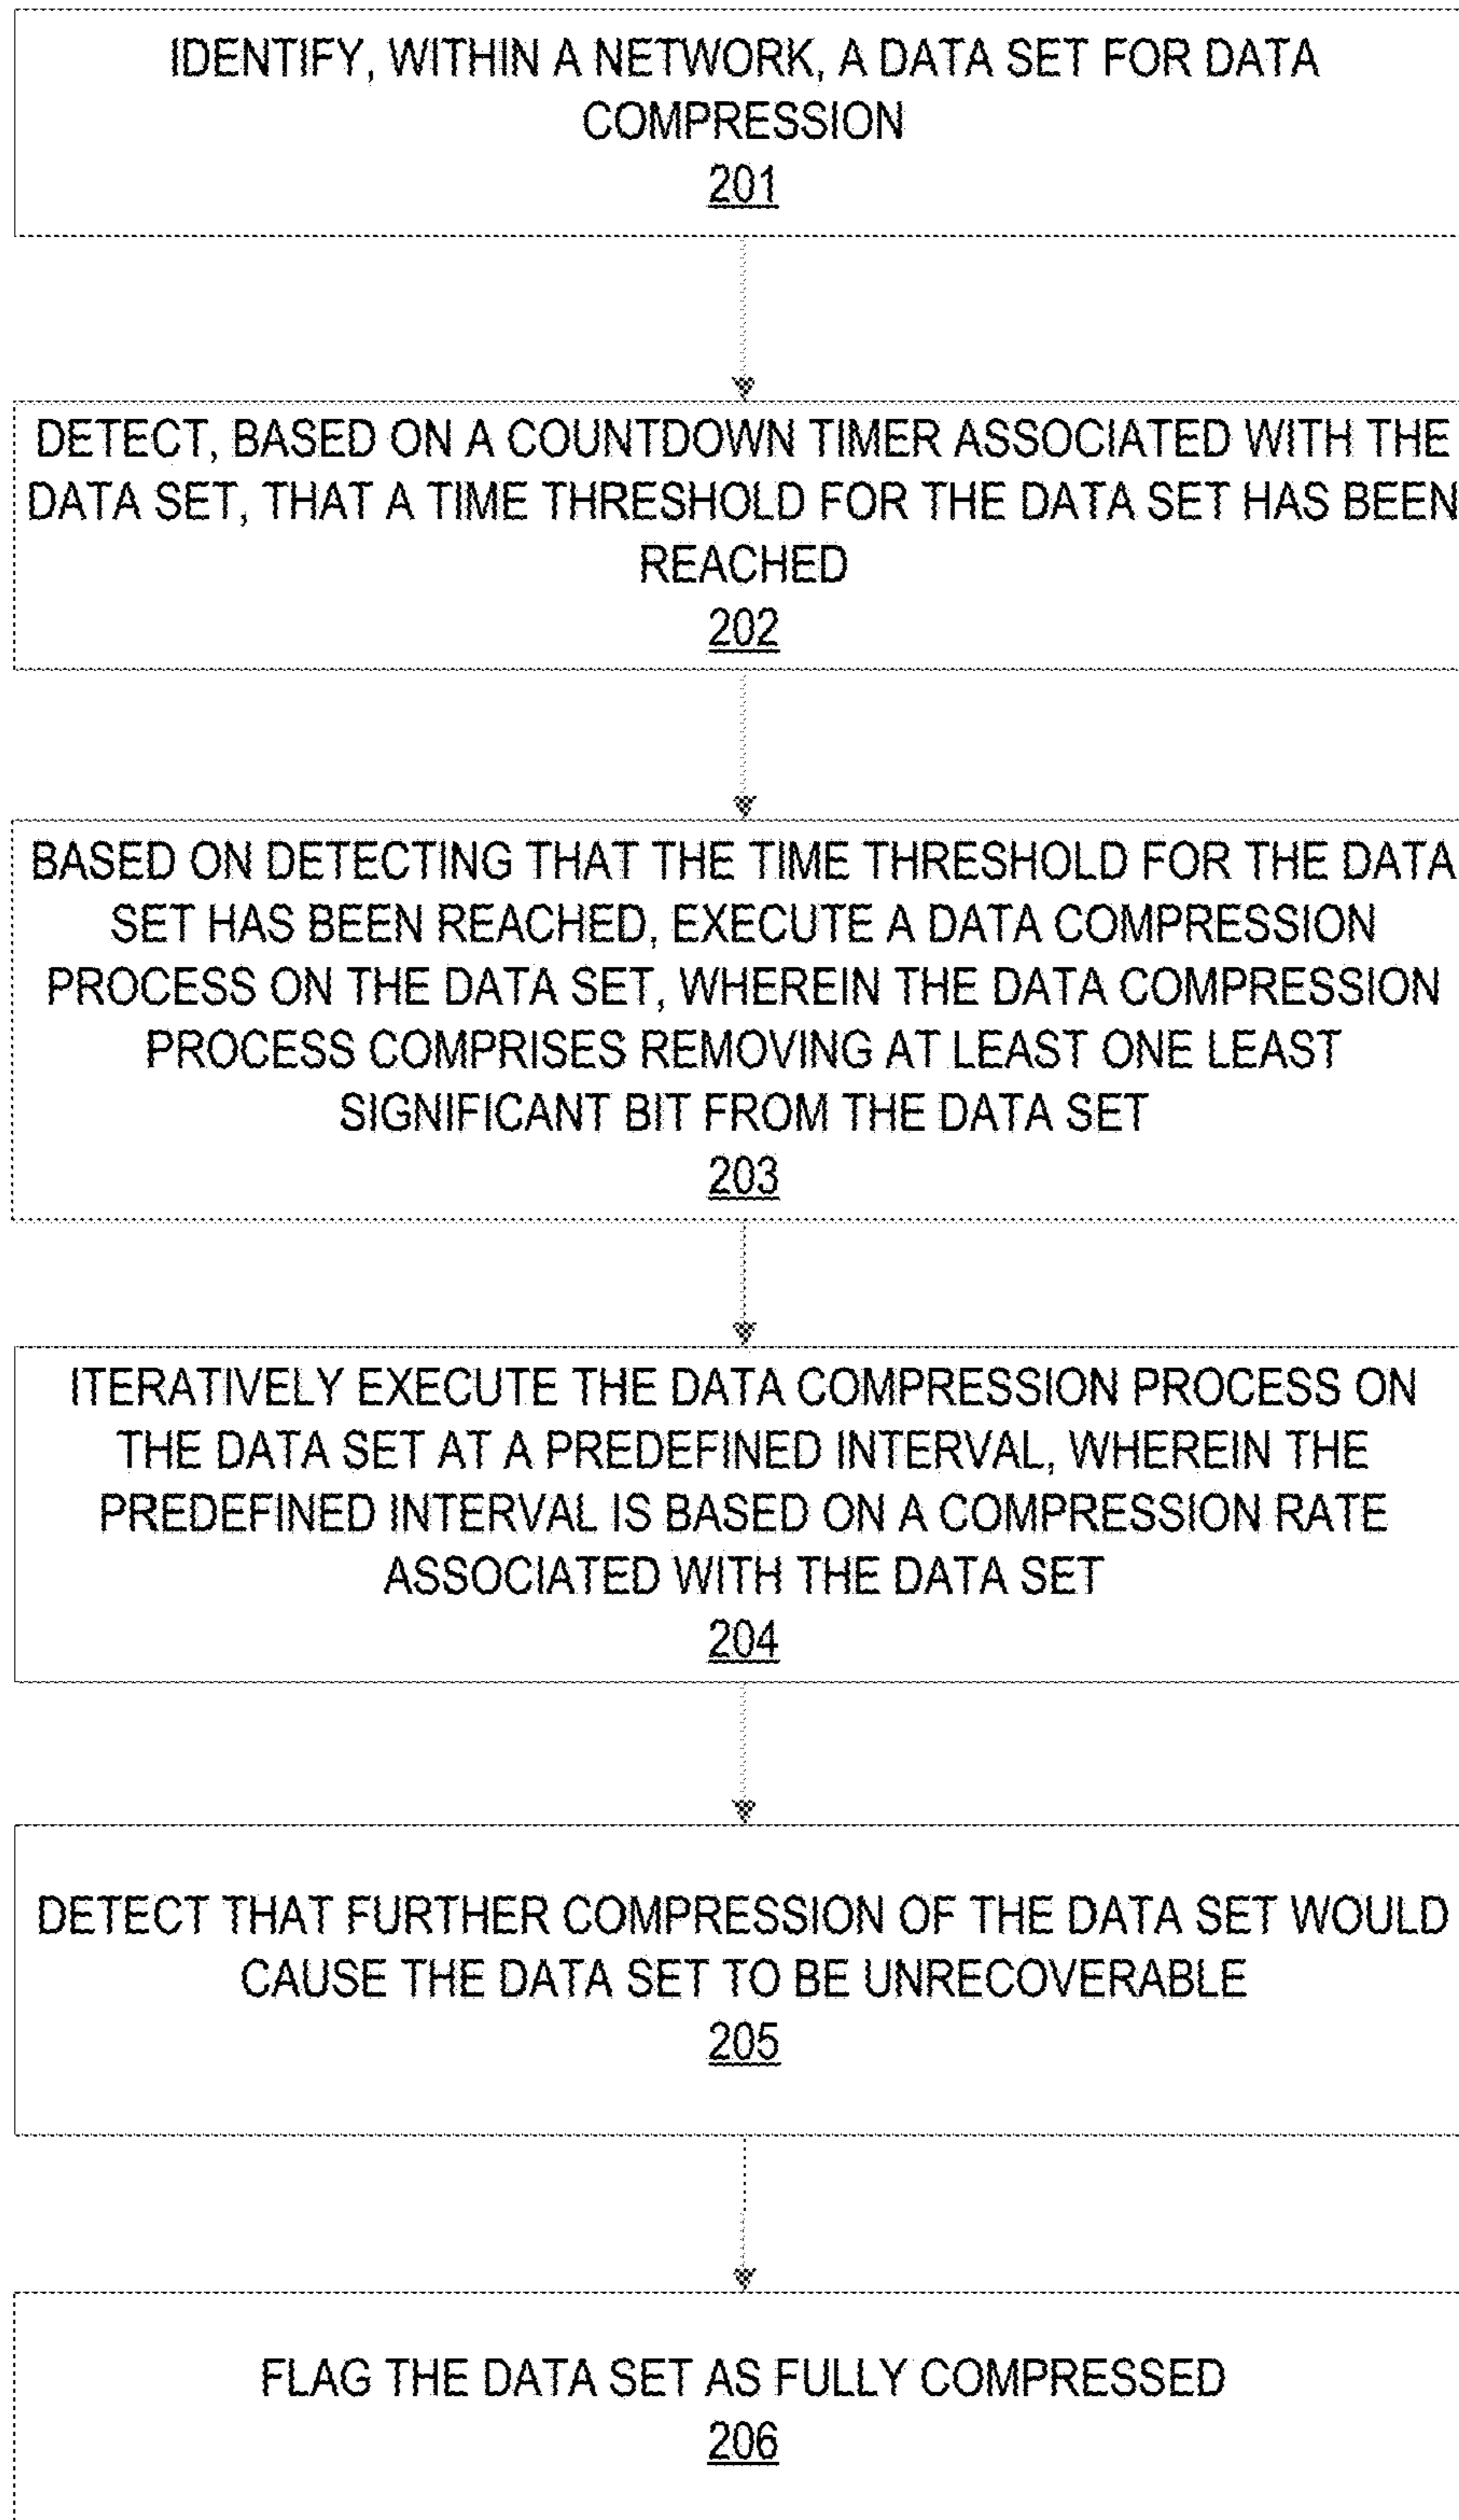 IDENTIFY, WITHIN A NETWORK, A DATA SET FOR DATA
COMPRESSION
201
DETECT, BASED ON A COUNTDOWN TIMER ASSOCIATED WITH THE
DATA SET, THAT A TIME THRESHOLD FOR THE DATA SET HAS BEEN
REACHED
202
BASED ON DETECTING THAT THE TIME THRESHOLD FOR THE DATA
SET HAS BEEN REACHED, EXECUTE A DATA COMPRESSION
PROCESS ON THE DATA SET, WHEREIN THE DATA COMPRESSION
PROCESS COMPRISES REMOVING AT LEAST ONE LEAST
SIGNIFICANT BIT FROM THE DATA SET
203
ITERATIVELY EXECUTE THE DATA COMPRESSION PROCESS ON
THE DATA SET AT A PREDEFINED INTERVAL, WHEREIN THE
PREDEFINED INTERVAL IS BASED ON A COMPRESSION RATE
ASSOCIATED WITH THE DATA SET
204
DETECT THAT FURTHER COMPRESSION OF THE DATA SET WOULD
CAUSE THE DATA SET TO BE UNRECOVERABLE
205
FLAG THE DATA SET AS FULLY COMPRESSED
206